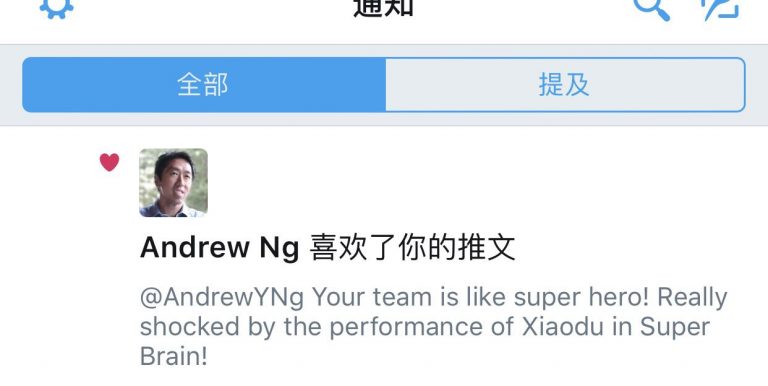 通知
全部
提及
Andrew Ng 喜欢了你的推文
@AndrewYNg Your team is like super hero! Really
shocked by the performance of Xiaodu in Super
Brain!